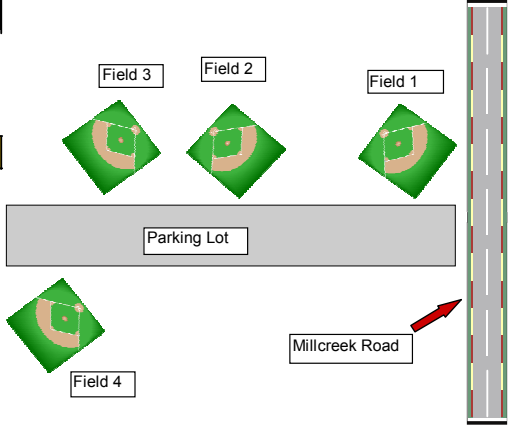 Field 3
Field 2
Field 1
Parking Lot
Millcreek Road
Field 4